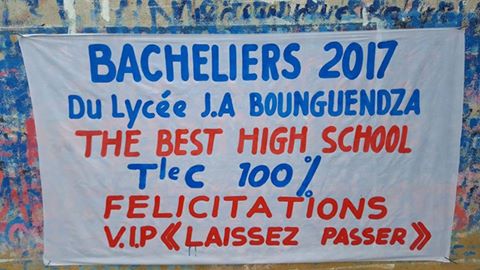 BACHELIERS 2017
Du Lycée J.A BOUNGUENDZA
THE BEST HIGH SCHOOL
Tle C 100%
FELICITATIONS
V.I.P《LAISSEZ PASSER》